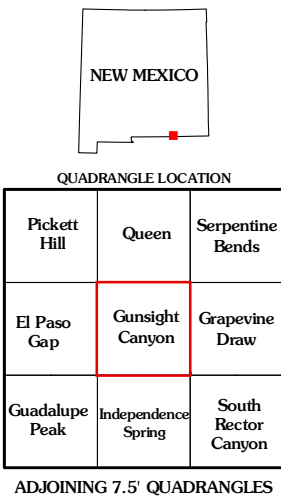 NEW MEXICO
QUADRANGLE LOCATION
Pickett
Hill
Queen
Serpentine
Bends
El Paso
Gap
Gunsight
Canyon
Grapevine
Draw
Guadalupe
Peak
Independence
Spring
South
Rector
Canyon
ADJOINING 7.5' QUADRANGLES